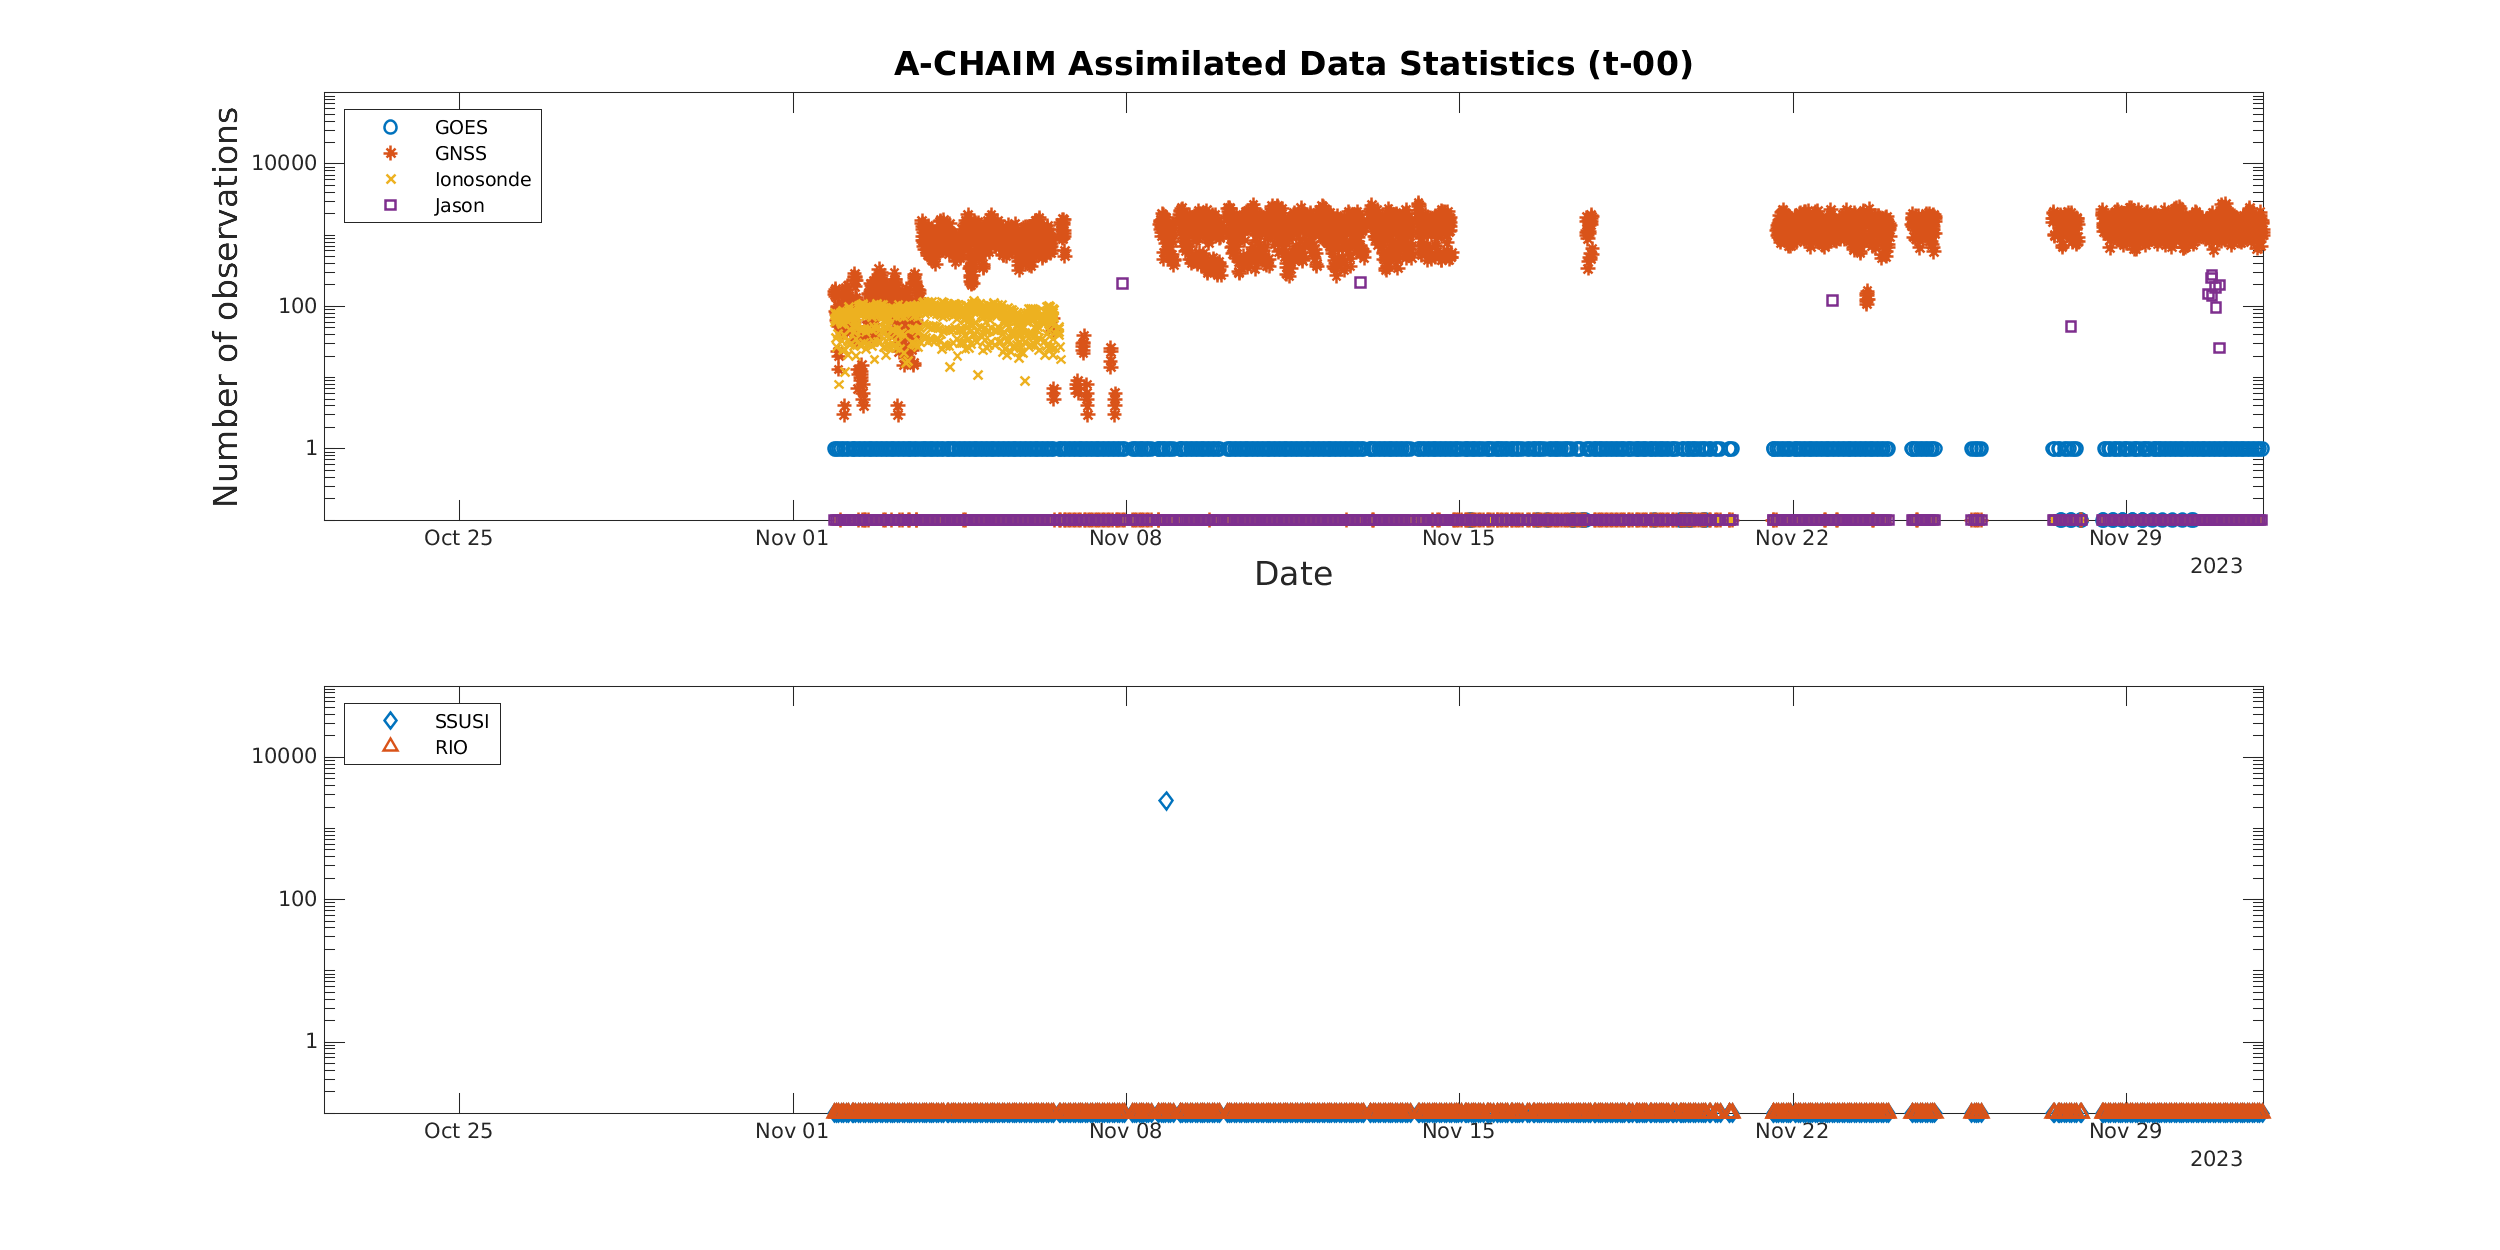 A-CHAIM Assimilated Data Statistics (t-00)
Number of observations
10000
100
1
GOES
GNSS
Ionosonde
Jason
Oct 25
Nov 01
Nov 08
Nov 15
Nov 22
Nov 29
2023
Date
10000
100
1
SSUSI
RIO
Oct 25
Nov 01
Nov 08
Nov 15
Nov 22
Nov 29
2023